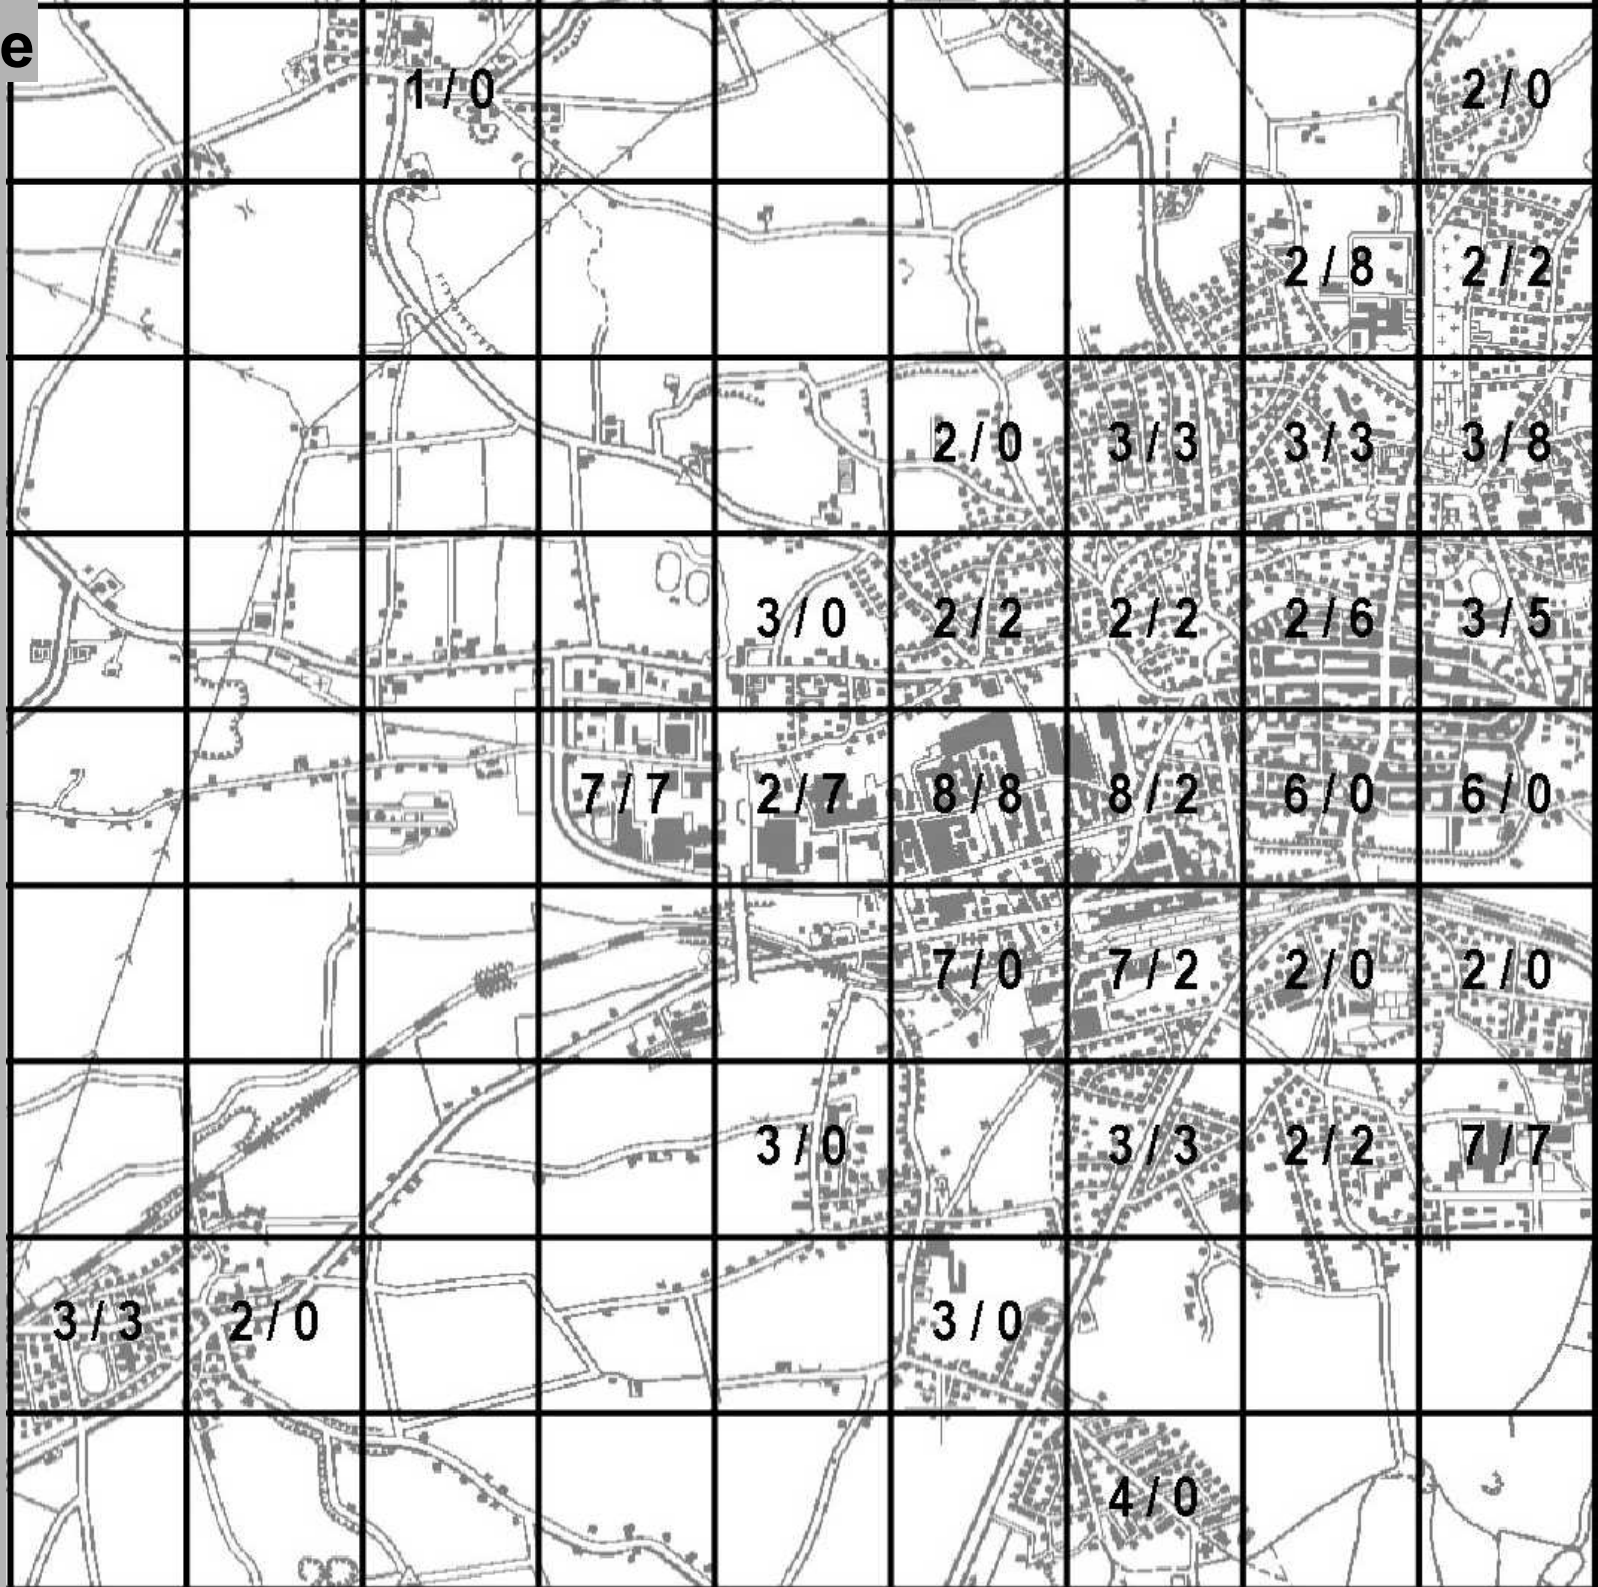 e
1 / 0 2 / 0
2 / 8 2 / 2
2 / 0 3 / 3 3 / 3 3 / 8
3 / 0 2 / 2 2 / 2 2 / 6 3 / 5
7 / 7 2 / 7 8 / 8 8 / 2 6 / 0 6 / 0
7 / 0 7 / 2 2 / 0 2 / 0
3 / 0 3 / 3 2 / 2 7 / 7
3 / 3 2 / 0 3 / 0
4 / 0